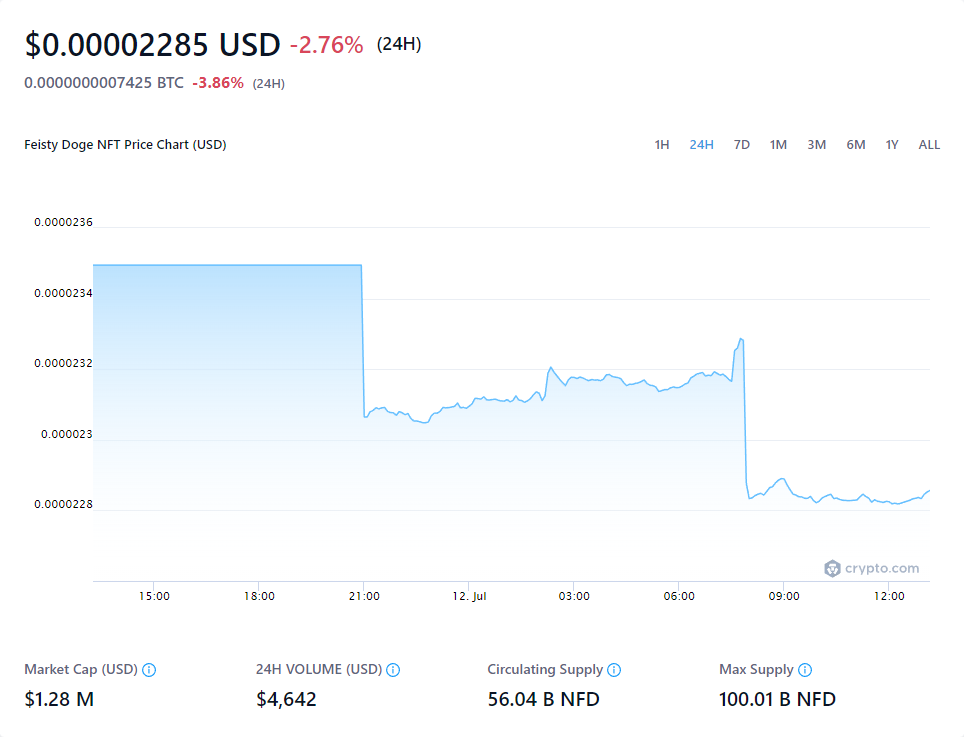 $0.00002285 USD -2.76% (24H)
0.0000000007425 BTC -3.86% (24H)
Feisty Doge NFT Price Chart (USD) 1H 24H 7D 1M 3M 6M 1Y ALL
0.0000236
0.0000234
0.0000232
0.000023
0.0000228
crypto.com
15:00 18:00 21:00 12. Jul 03:00 06:00 09:00 12:00
Market Cap (USD) 24H VOLUME (USD) Circulating Supply Max Supply
$1.28 M $4,642 56.04 B NFD 100.01 B NFD